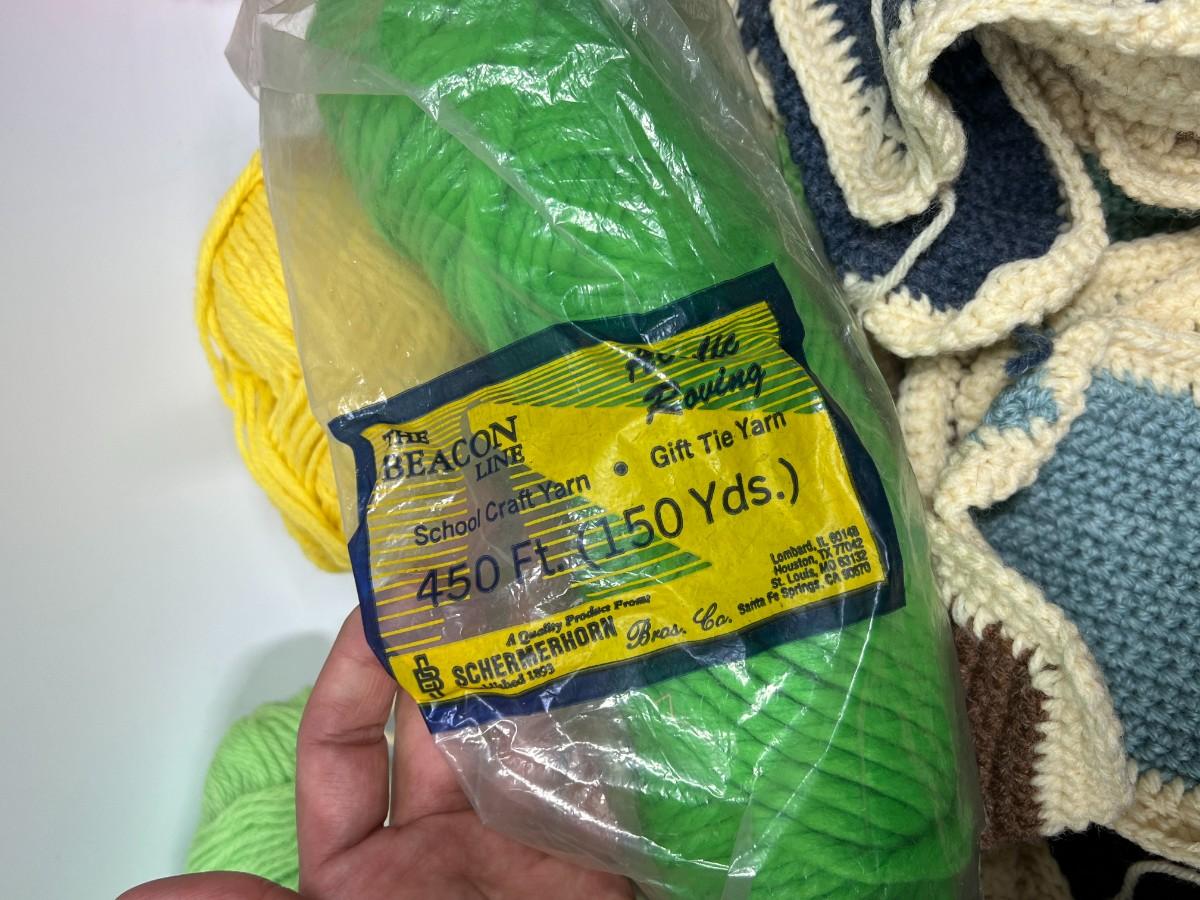 Roving
THE
BEACON
LINE
School Craft Yarn • Gift Tie Yarn
450 Ft. (150 Yds.)
Lombard, IL 60148
Houston, TX 77042
St. Louis, MO 63132
Santa Fe Springs, CA 90670
A Quality Product From:
SCHERMERHORN Bros. Co.
1893